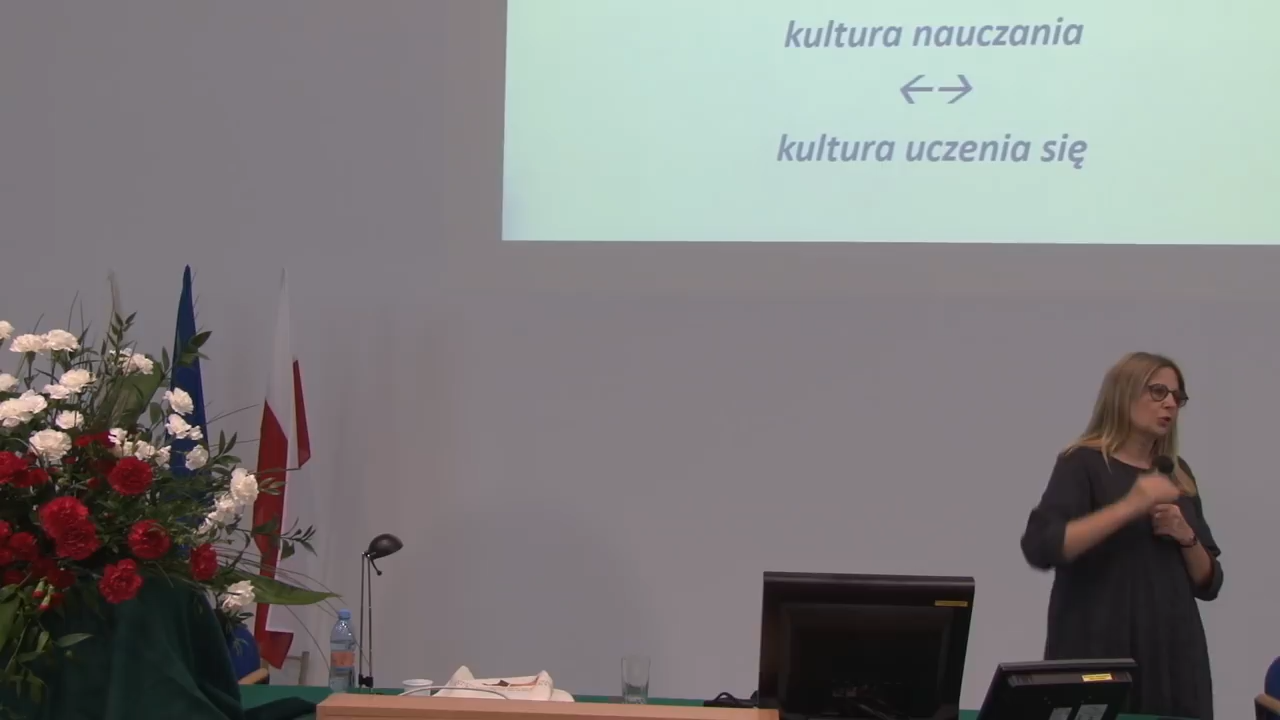 kultura nauczania
←→
kultura uczenia się